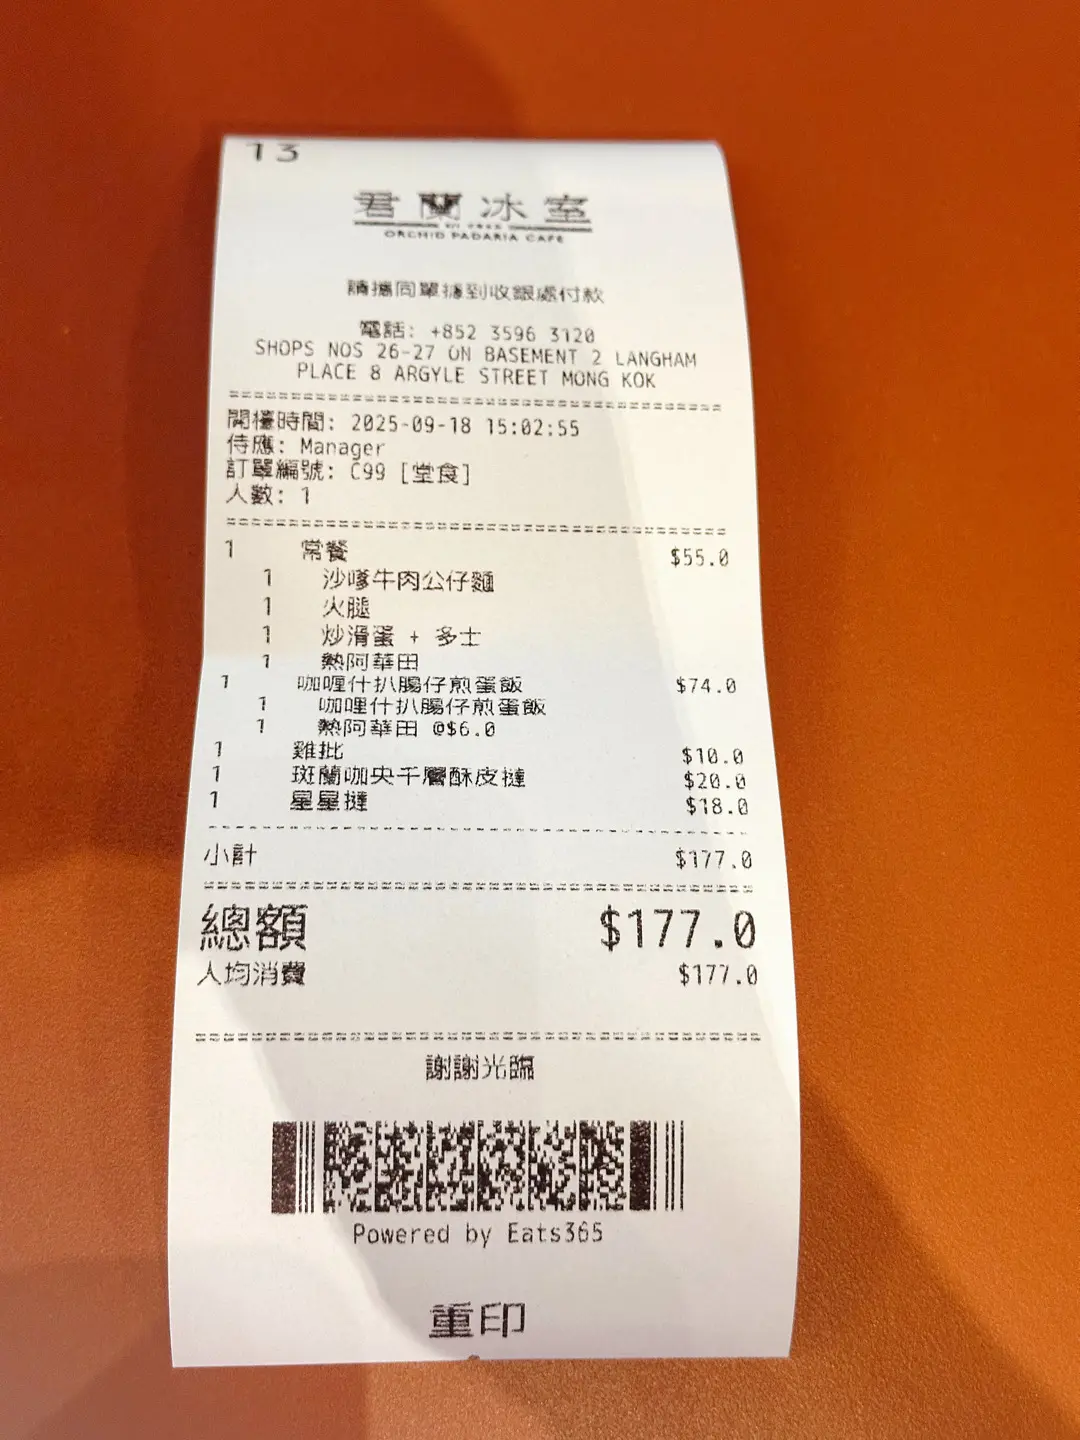 13
君蘭冰室
ORCHID PADARIA CAFE
請攜同單據到收銀處付款
電話: +852 3596 3120
SHOPS NOS 26-27 ON BASEMENT 2 LANGHAM
PLACE 8 ARGYLE STREET MONG KOK
開檯時間: 2025-09-18 15:02:55
侍應: Manager
訂單編號: C99 [堂食]
人數: 1
1 常餐 $55.0
1 沙嗲牛肉公仔麵
1 火腿
1 炒滑蛋 + 多士
1 熱阿華田
1 咖喱什扒腸仔煎蛋飯 $74.0
1 咖喱什扒腸仔煎蛋飯
1 熱阿華田 @$6.0
1 雞批 $10.0
1 斑蘭咖央千層酥皮撻 $20.0
1 星星撻 $18.0
小計 $177.0
總額 $177.0
人均消費 $177.0
謝謝光臨
Powered by Eats365
重印